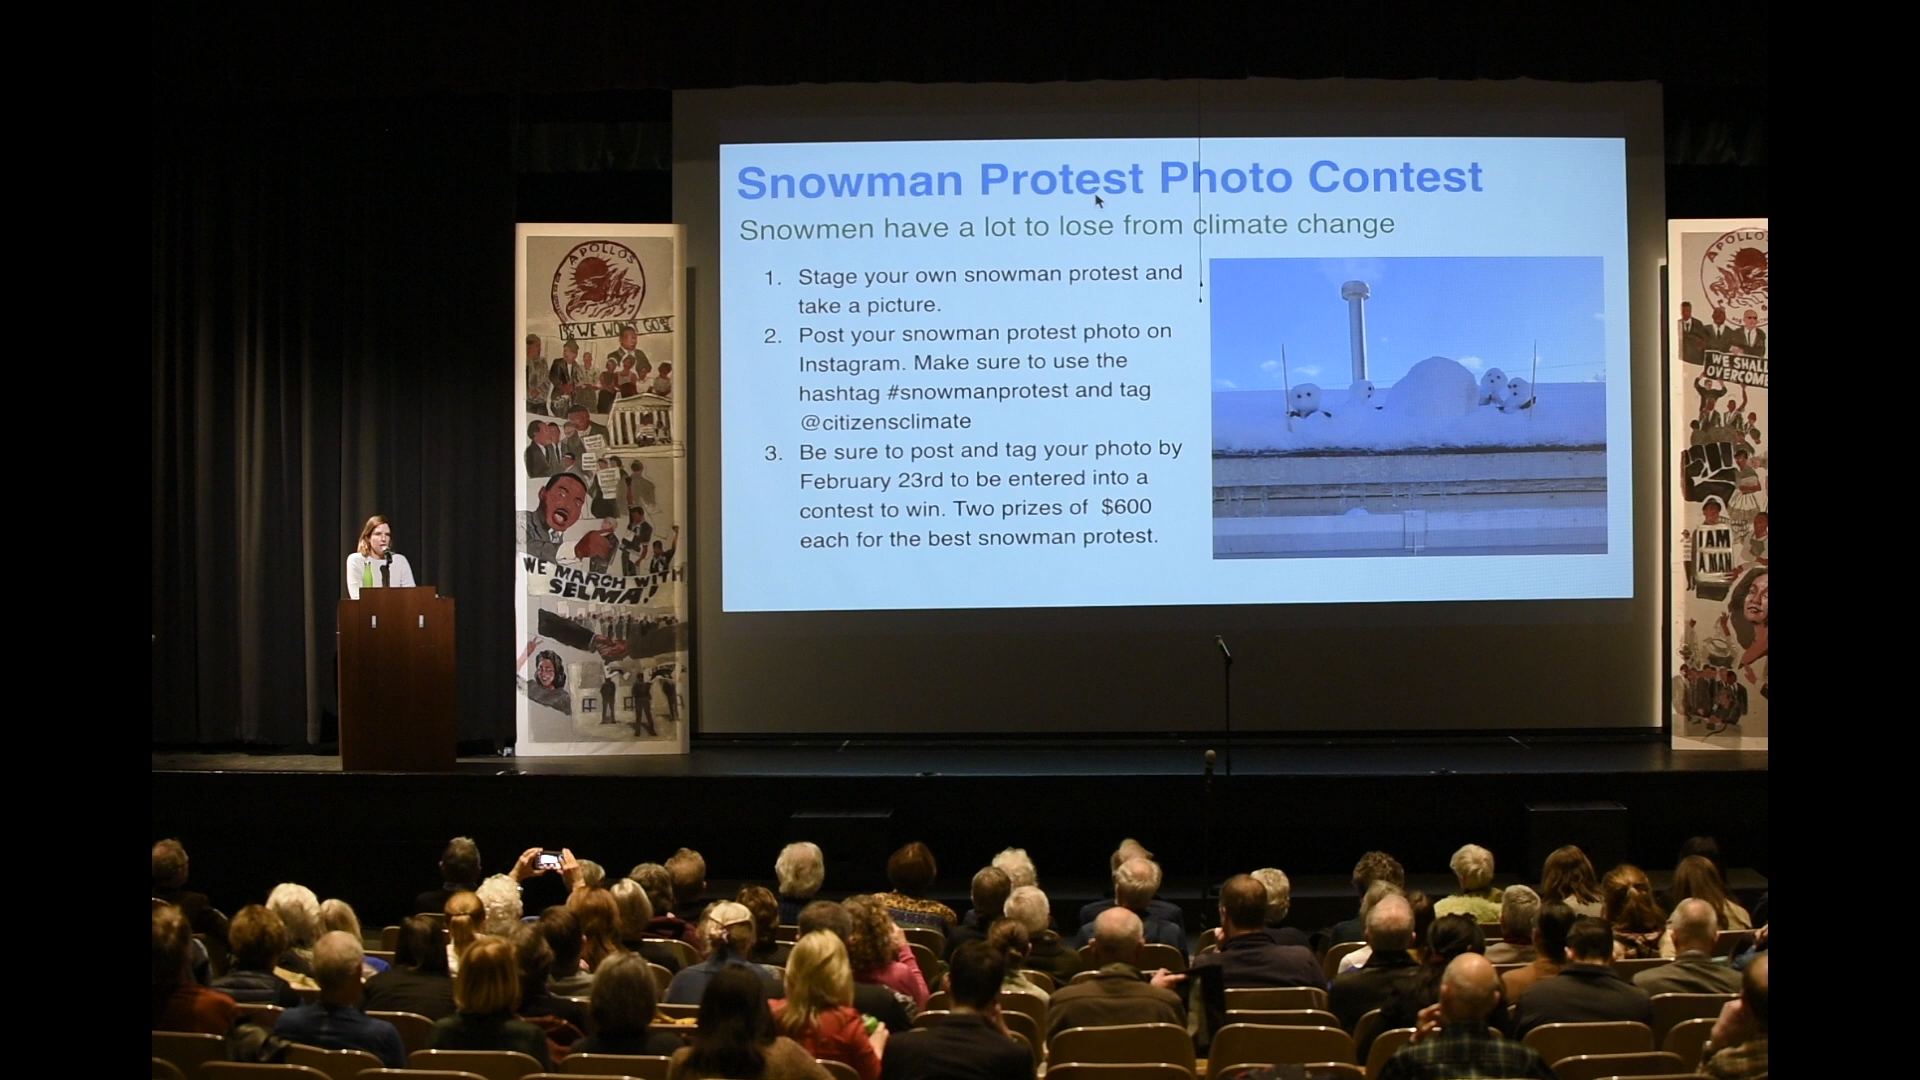 Snowman Protest Photo Contest
Snowmen have a lot to lose from climate change
1. Stage your own snowman protest and
take a picture.
2. Post your snowman protest photo on
Instagram. Make sure to use the
hashtag #snowmanprotest and tag
@citizensclimate
3. Be sure to post and tag your photo by
February 23rd to be entered into a
contest to win. Two prizes of $600
each for the best snowman protest.
APOLLOS
WE WON'T GO
WE MARCH WITH
SELMA!
APOLLOS
WE SHALL
OVERCOME
I AM
A MAN